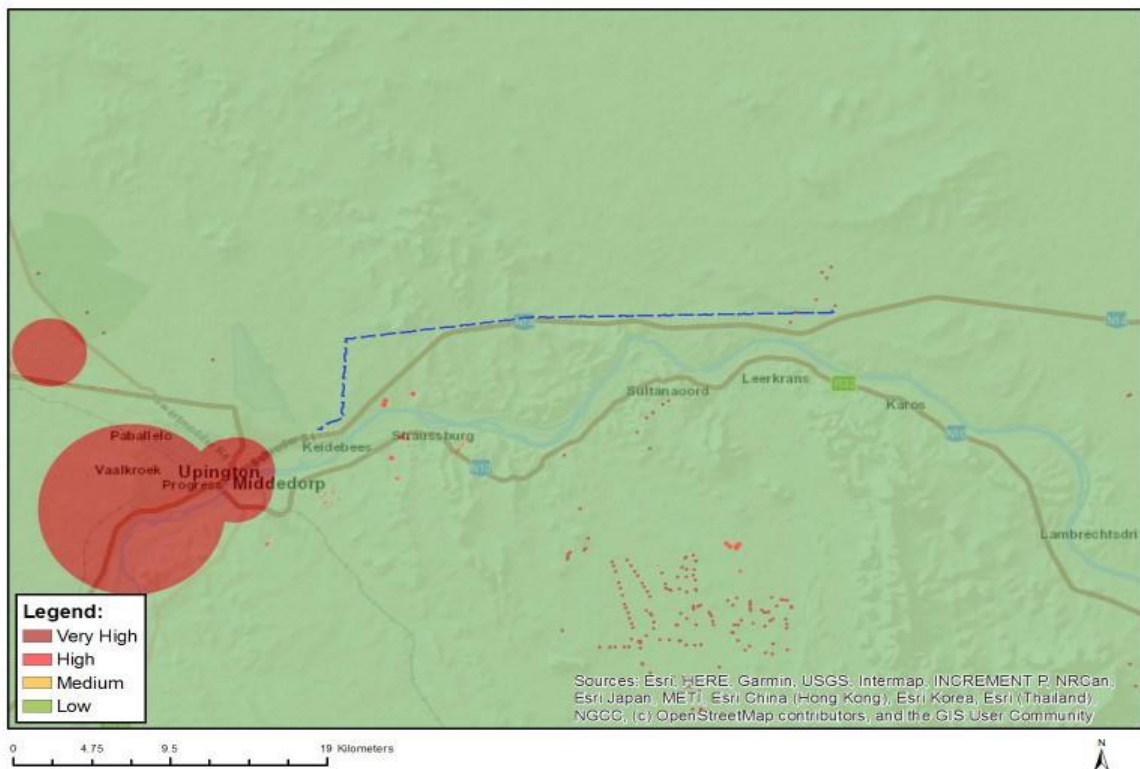 N14
N14
Sultanaoord
Leerkrans
Karos
Paballelo
Keidebees
Straussburg
N10
N10
Vaalkroek
Upington
Progress
Middedorp
Lambrechtsdri
Legend:
Very High
High
Medium
Low
Sources: Esri, HERE, Garmin, USGS, Intermap, INCREMENT P, NRCan,
Esri Japan, METI, Esri China (Hong Kong), Esri Korea, Esri (Thailand),
NGCC, (c) OpenStreetMap contributors, and the GIS User Community
0 4.75 9.5 19 Kilometers
N